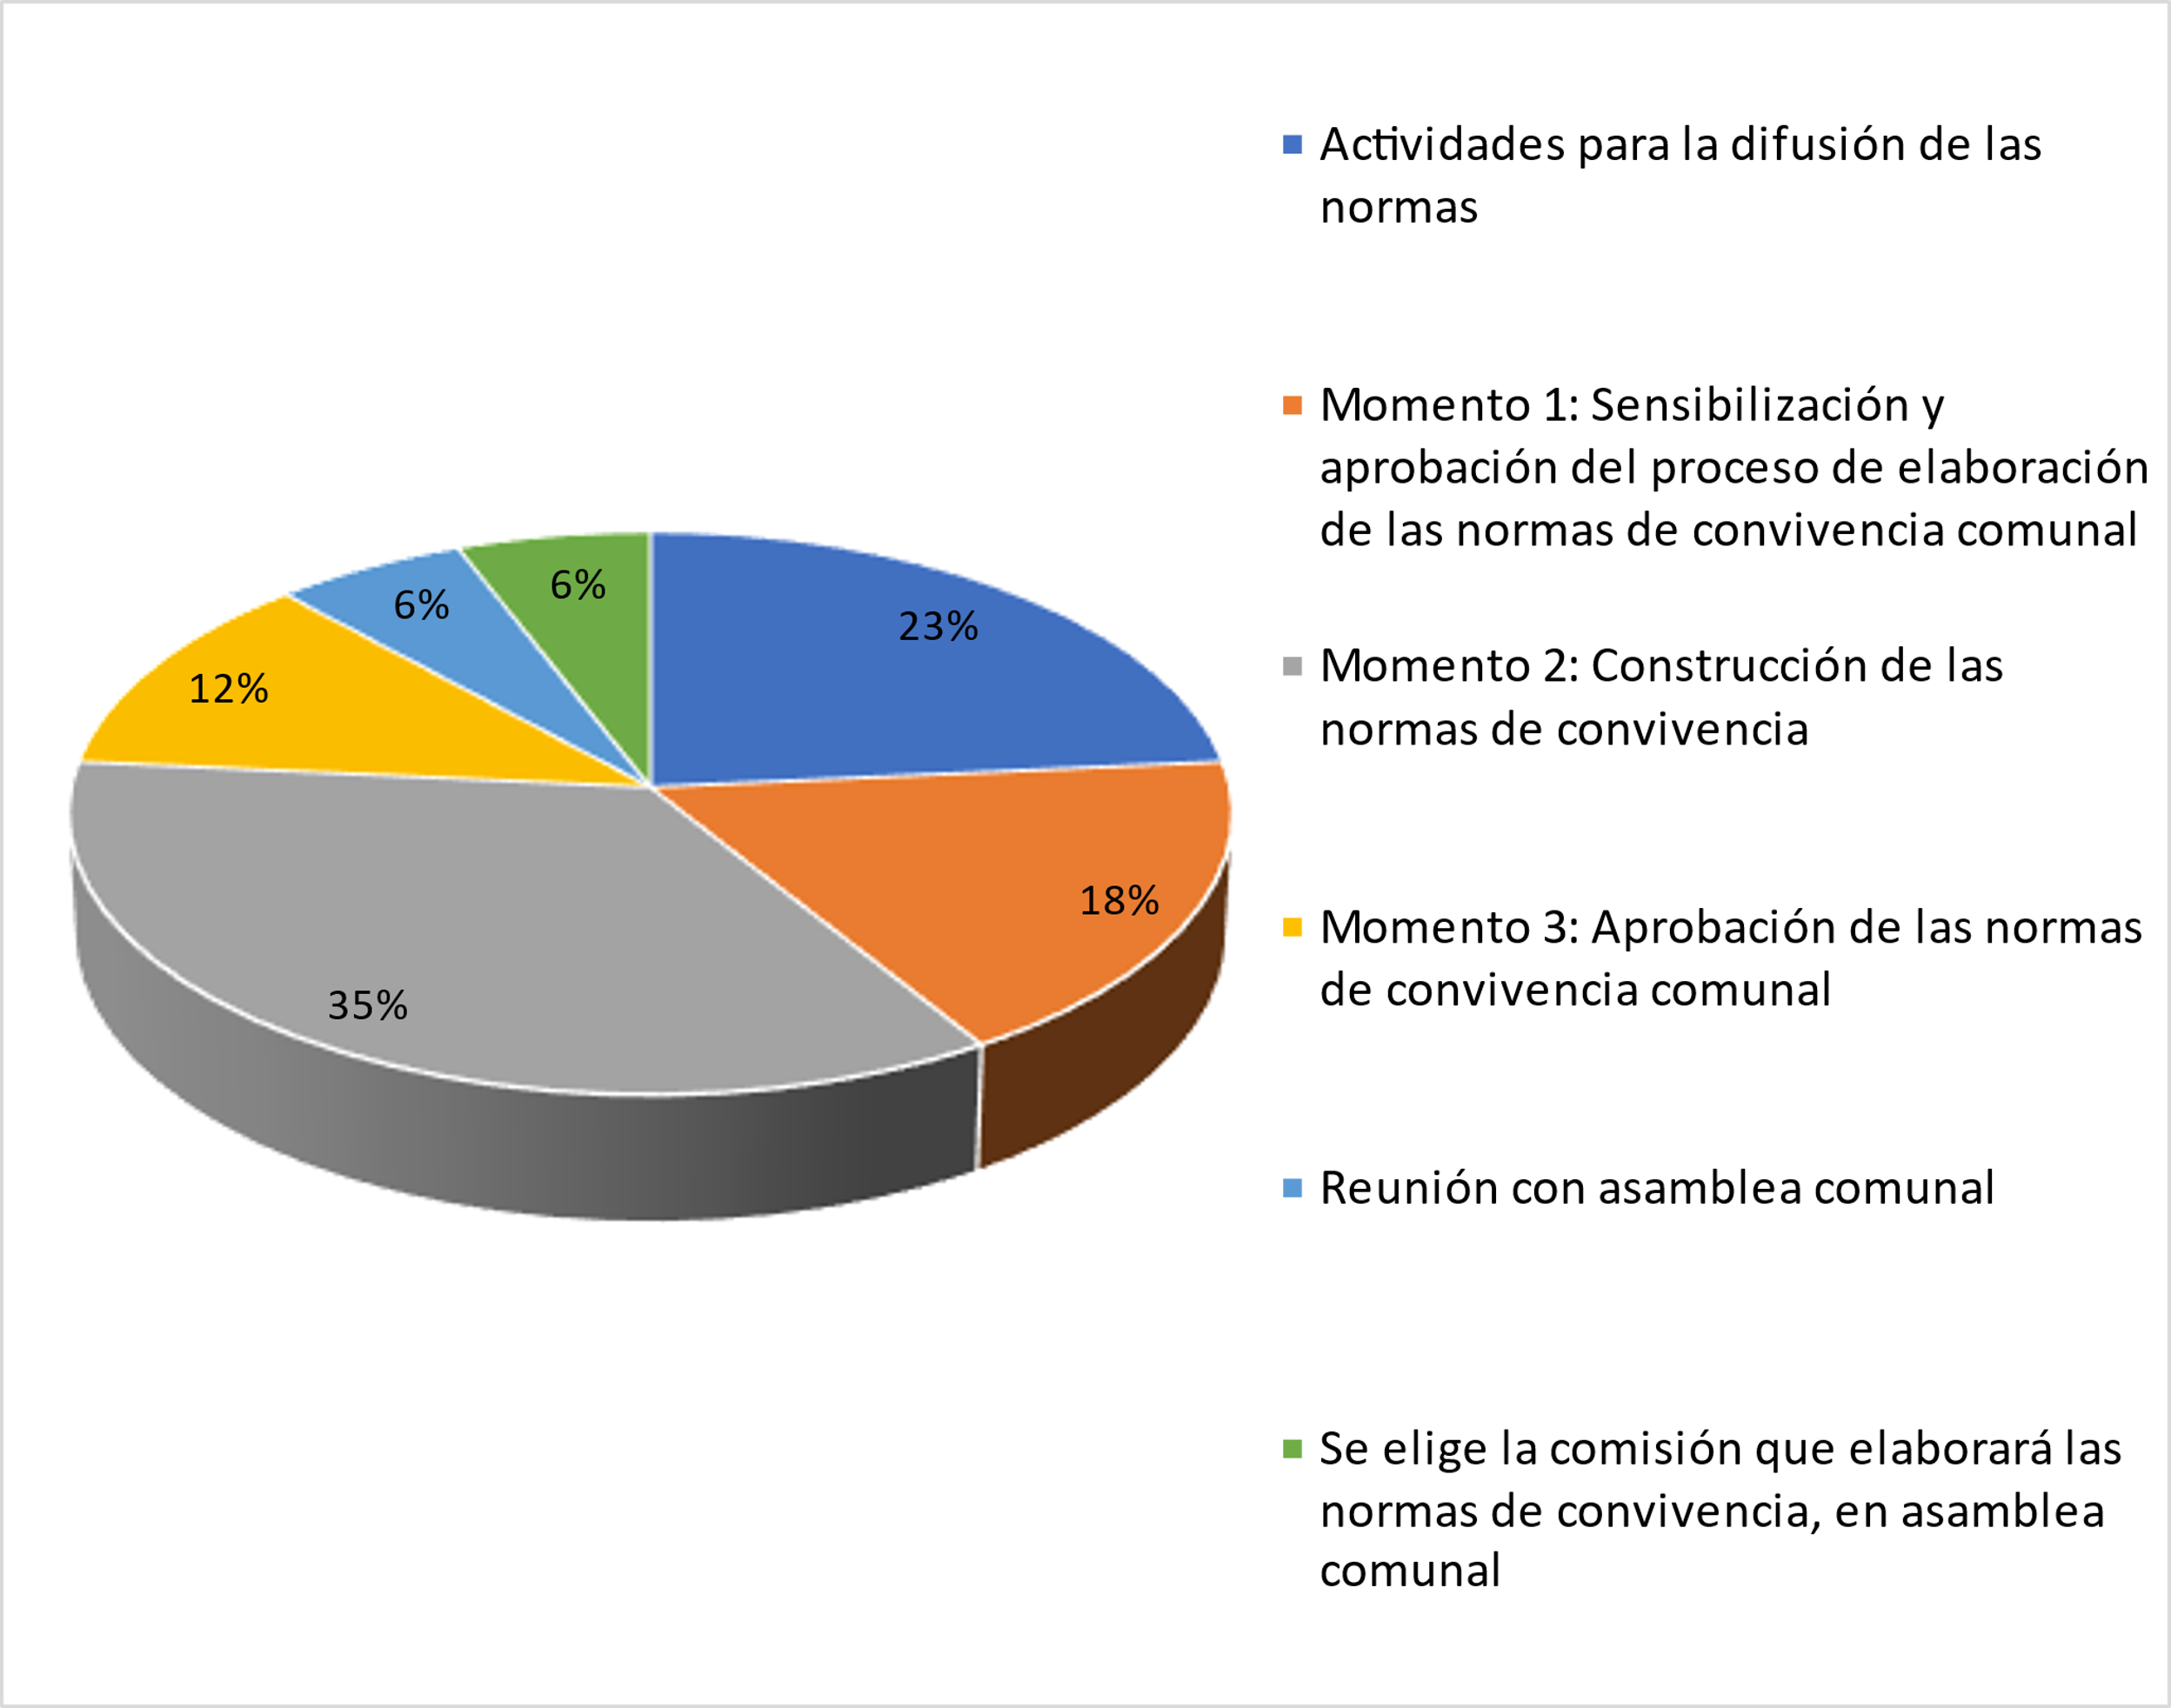 Actividades para la difusión de las
normas
Momento 1: Sensibilización y
aprobación del proceso de elaboración
de las normas de convivencia comunal
Momento 2: Construcción de las
normas de convivencia
Momento 3: Aprobación de las normas
de convivencia comunal
Reunión con asamblea comunal
Se elige la comisión que elaborará las
normas de convivencia, en asamblea
comunal
23%
18%
35%
12%
6%
6%